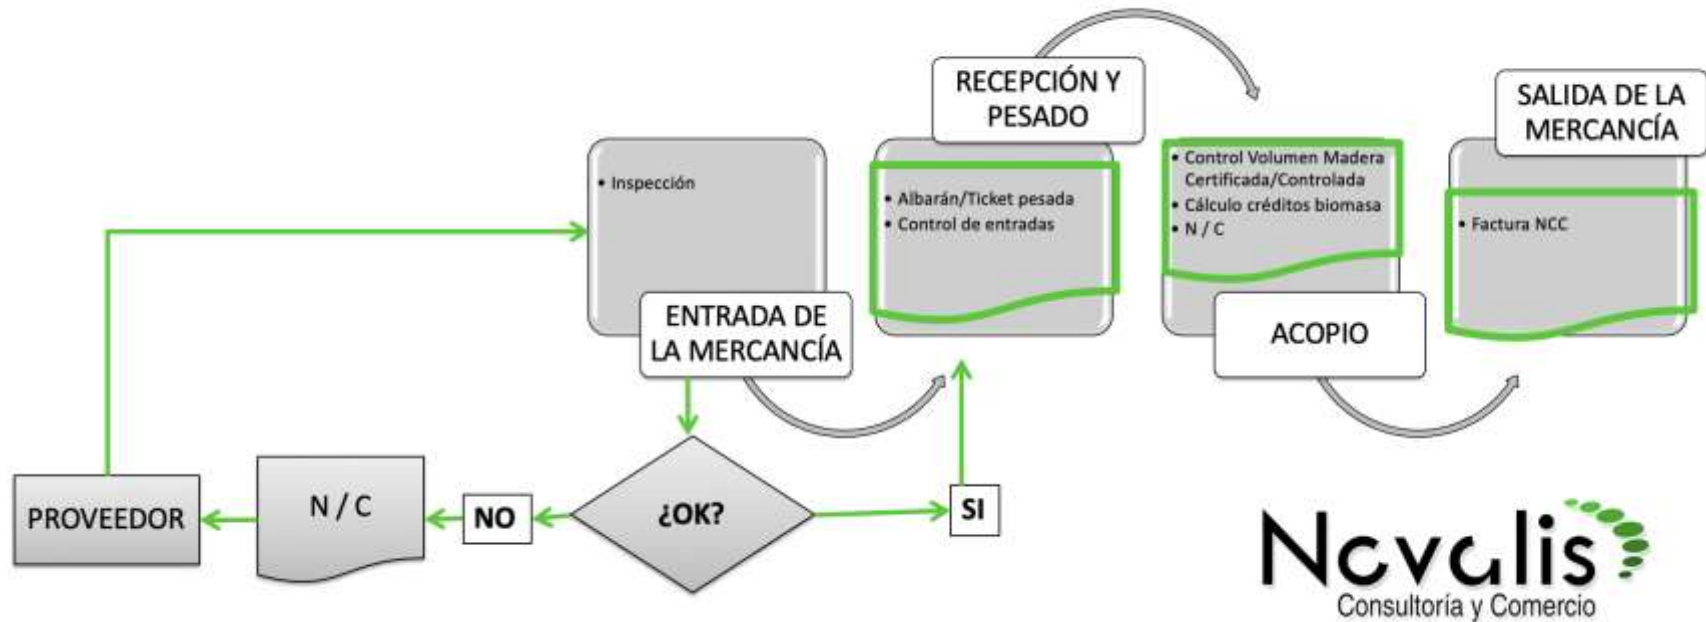 • Inspección
ENTRADA DE
LA MERCANCÍA
RECEPCIÓN Y
PESADO
• Albarán/Ticket pesada
• Control de entradas
• Control Volumen Madera
Certificada/Controlada
• Cálculo créditos biomasa
• N / C
ACOPIO
SALIDA DE LA
MERCANCÍA
• Factura NCC
PROVEEDOR
N / C
NO
¿OK?
SI
Novalis
Consultoría y Comercio